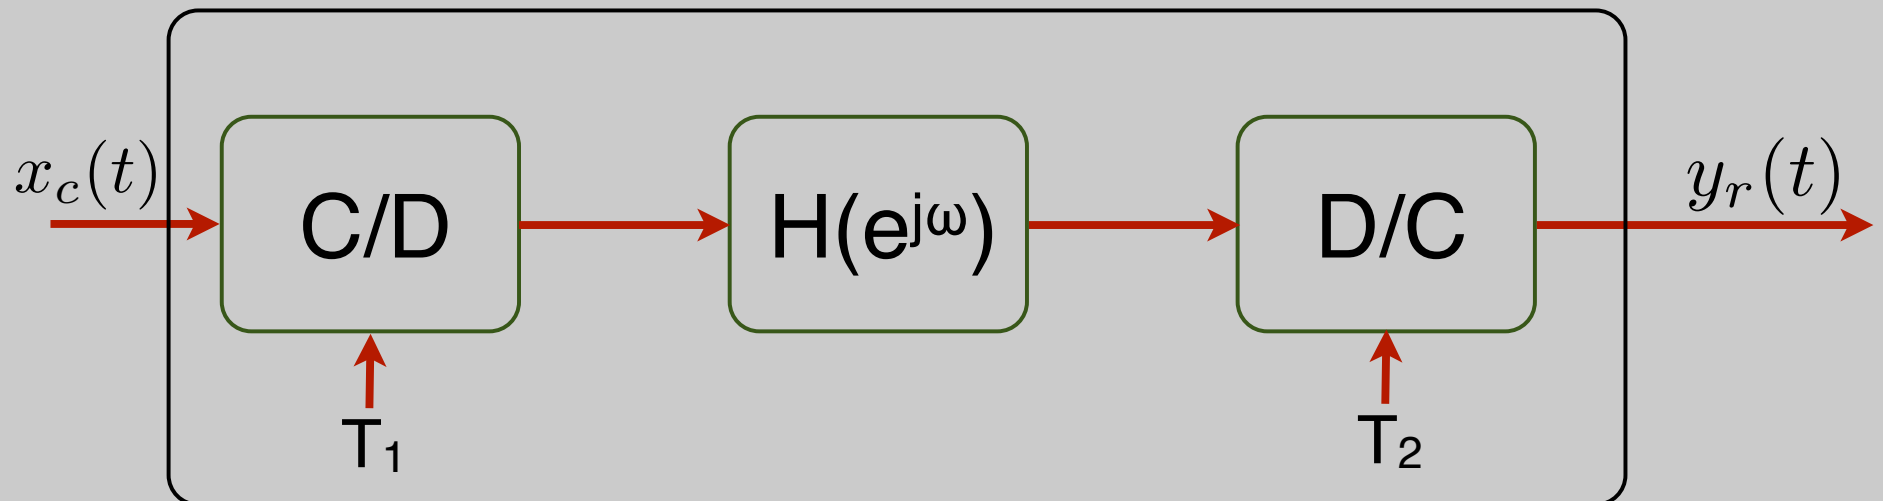 x_c(t)
C/D
H(e^{jω})
D/C
y_r(t)
T₁
T₂